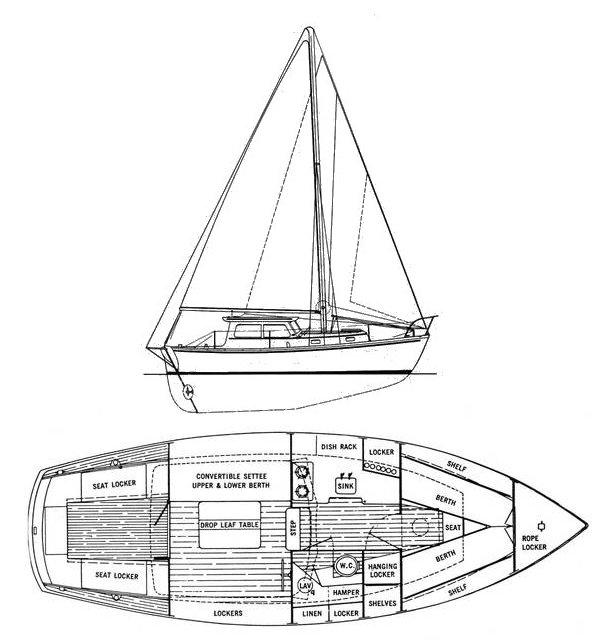 DISH RACK
LOCKER
SHELF
SEAT LOCKER
CONVERTIBLE SETTEE
UPPER & LOWER BERTH
SINK
BERTH
DROP LEAF TABLE
STEP
SEAT
ROPE
LOCKER
BERTH
SEAT LOCKER
W.C.
HANGING
LOCKER
LAV
HAMPER
SHELF
SHELVES
LOCKERS
LINEN
LOCKER